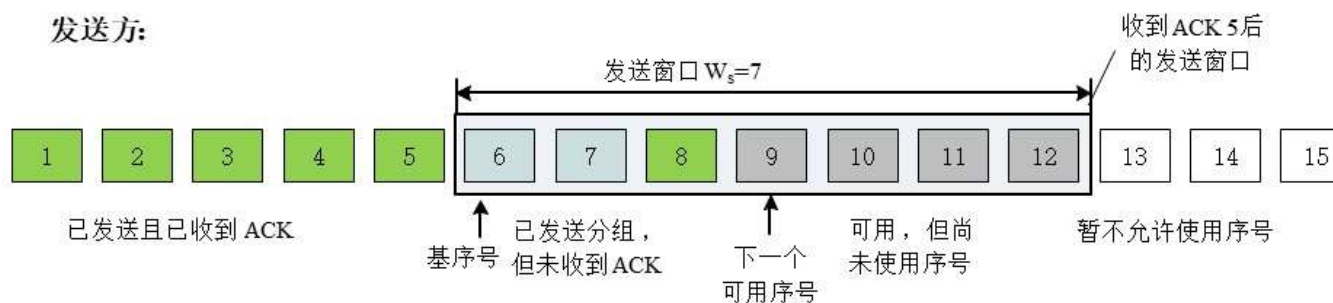 发送方:
收到ACK 5后
的发送窗口
发送窗口Ws=7
1 2 3 4 5 6 7 8 9 10 11 12 13 14 15
已发送且已收到 ACK
基序号
已发送分组，
但未收到ACK
下一个
可用序号
可用，但尚
未使用序号
暂不允许使用序号